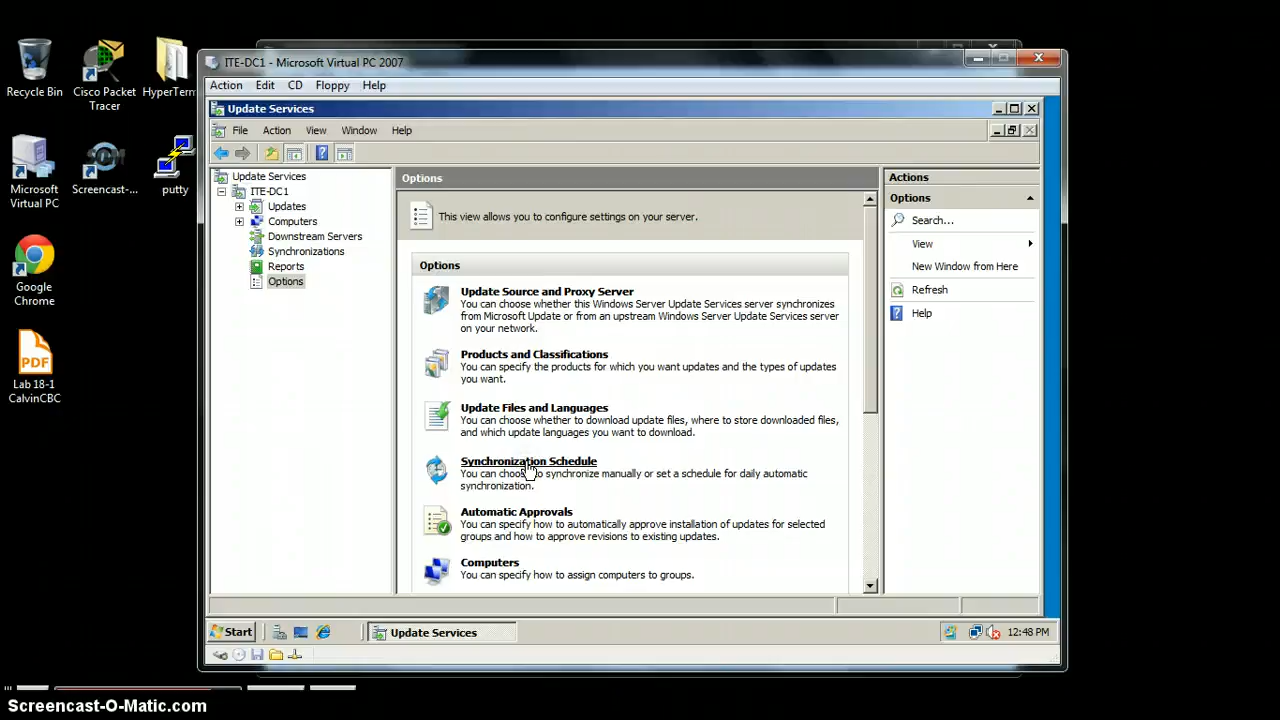 Recycle Bin
Cisco Packet
Tracer
HyperTerm
Microsoft
Virtual PC
Screencast-...
putty
Google
Chrome
PDF
Lab 18-1
CalvinCBC
ITE-DC1 - Microsoft Virtual PC 2007
Action Edit CD Floppy Help
Update Services
File Action View Window Help
Update Services
ITE-DC1
Updates
Computers
Downstream Servers
Synchronizations
Reports
Options
Options
This view allows you to configure settings on your server.
Options
Update Source and Proxy Server
You can choose whether this Windows Server Update Services server synchronizes
from Microsoft Update or from an upstream Windows Server Update Services server
on your network.
Products and Classifications
You can specify the products for which you want updates and the types of updates
you want.
Update Files and Languages
You can choose whether to download update files, where to store downloaded files,
and which update languages you want to download.
Synchronization Schedule
You can choose to synchronize manually or set a schedule for daily automatic
synchronization.
Automatic Approvals
You can specify how to automatically approve installation of updates for selected
groups and how to approve revisions to existing updates.
Computers
You can specify how to assign computers to groups.
Actions
Options
Search...
View
New Window from Here
Refresh
Help
Start
Update Services
12:48 PM
Screencast-O-Matic.com